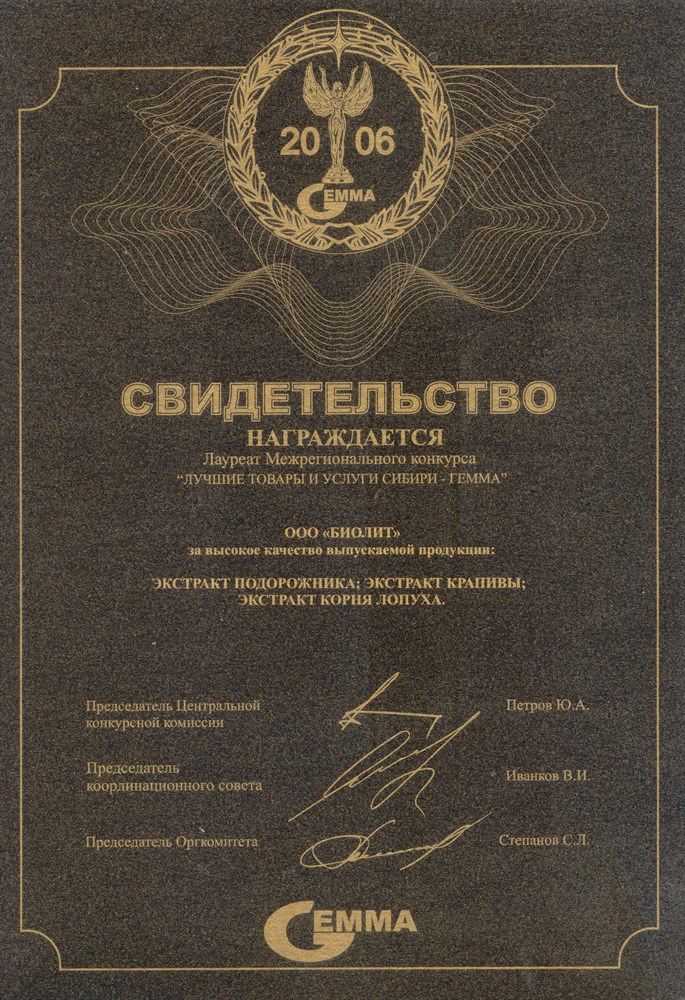 20 06
GEMMA
СВИДЕТЕЛЬСТВО
НАГРАЖДАЕТСЯ
Лауреат Межрегионального конкурса
“ЛУЧШИЕ ТОВАРЫ И УСЛУГИ СИБИРИ - ГЕММА”
ООО «БИОЛИТ»
за высокое качество выпускаемой продукции:
ЭКСТРАКТ ПОДОРОЖНИКА; ЭКСТРАКТ КРАПИВЫ;
ЭКСТРАКТ КОРНЯ ЛОПУХА.
Председатель Центральной
конкурсной комиссии
Петров Ю.А.
Председатель
координационного совета
Иванков В.И.
Председатель Оргкомитета
Степанов С.Л.
GEMMA